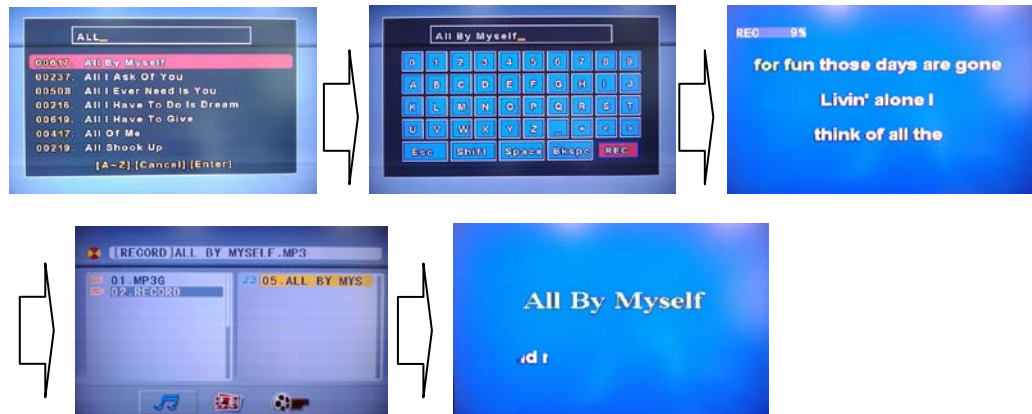 ALL_
00617. All By Myself
00237. All I Ask Of You
00508. All I Ever Need Is You
00216. All I Have To Do Is Dream
00619. All I Have To Give
00417. All Of Me
00219. All Shook Up
[A~Z] [Cancel] [Enter]
All By Myself_
0 1 2 3 4 5 6 7 8 9
A B C D E F G H I J
K L M N O P Q R S T
U V W X Y Z _ + < >
Esc Shift Space Bkspc REC
REC 9%
for fun those days are gone
Livin' alone I
think of all the
[RECORD]ALL BY MYSELF.MP3
01.MP3G
02.RECORD
05.ALL BY MYS
All By Myself